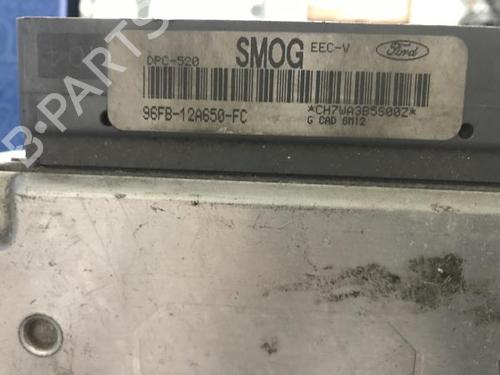 DPC-520 SMOG EEC-V Ford
96FB-12A650-FC *CH7WA3B5S00Z*
G CAD 6M12
B-PARTS